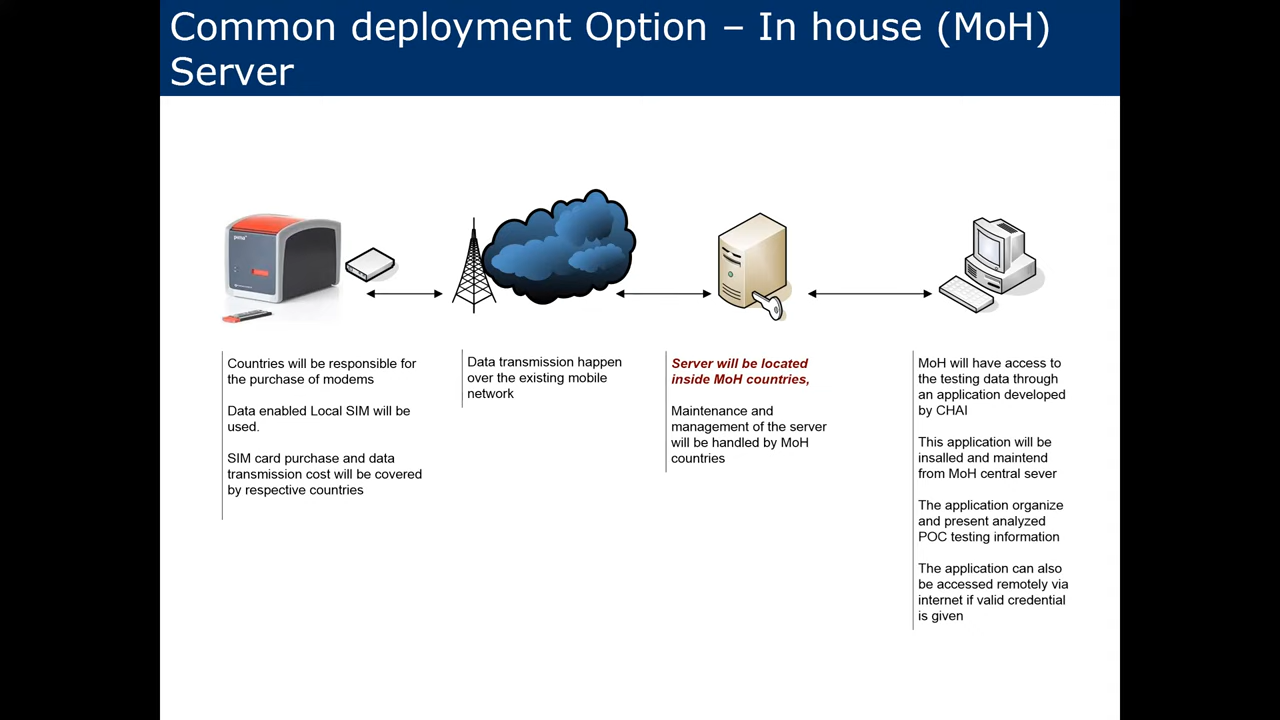 Common deployment Option – In house (MoH)
Server
pima
Countries will be responsible for
the purchase of modems
Data enabled Local SIM will be
used.
SIM card purchase and data
transmission cost will be covered
by respective countries
Data transmission happen
over the existing mobile
network
Server will be located
inside MoH countries,
Maintenance and
management of the server
will be handled by MoH
countries
MoH will have access to
the testing data through
an application developed
by CHAI
This application will be
insalled and maintend
from MoH central sever
The application organize
and present analyzed
POC testing information
The application can also
be accessed remotely via
internet if valid credential
is given